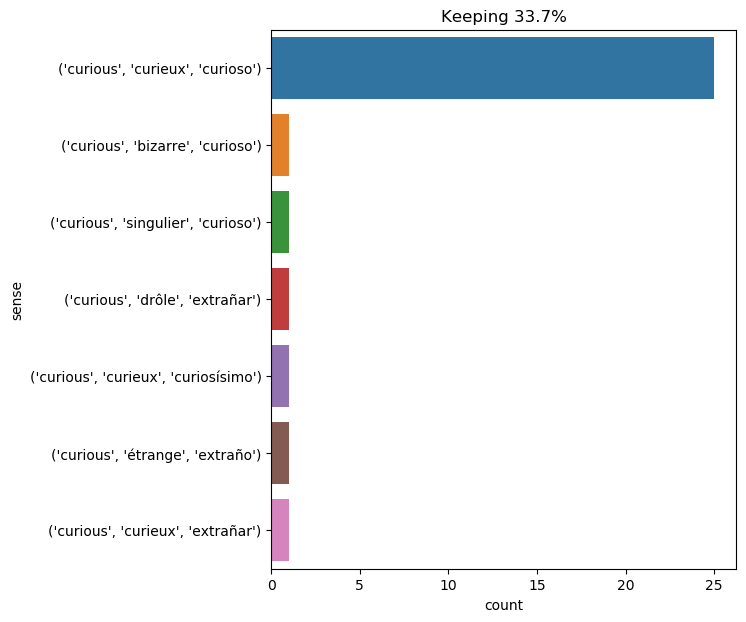 Keeping 33.7%
('curious', 'curieux', 'curioso')
('curious', 'bizarre', 'curioso')
('curious', 'singulier', 'curioso')
('curious', 'drôle', 'extrañar')
('curious', 'curieux', 'curiosísimo')
('curious', 'étrange', 'extraño')
('curious', 'curieux', 'extrañar')
sense
0 5 10 15 20 25
count